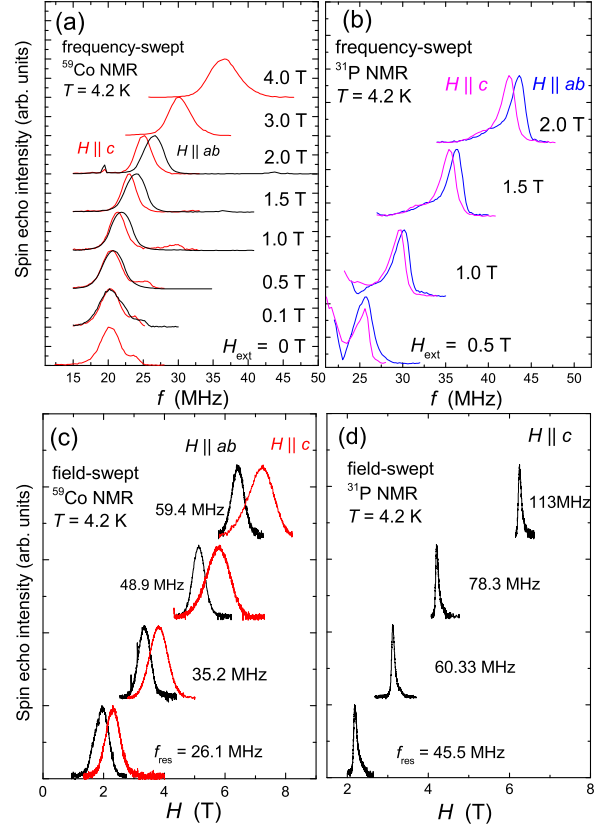 (a)
frequency-swept
⁵⁹Co NMR
T = 4.2 K
4.0 T
3.0 T
H || c
H || ab
2.0 T
1.5 T
1.0 T
0.5 T
0.1 T
H_ext = 0 T
Spin echo intensity (arb. units)
15 20 25 30 35 40 45 50
f (MHz)
(b)
frequency-swept
³¹P NMR
T = 4.2 K
H || c
H || ab
2.0 T
1.5 T
1.0 T
H_ext = 0.5 T
25 30 35 40 45 50
f (MHz)
(c)
H || ab
H || c
field-swept
⁵⁹Co NMR
T = 4.2 K
59.4 MHz
48.9 MHz
35.2 MHz
f_res = 26.1 MHz
Spin echo intensity (arb. units)
0 2 4 6 8
H (T)
(d)
H || c
field-swept
³¹P NMR
T = 4.2 K
113MHz
78.3 MHz
60.33 MHz
f_res = 45.5 MHz
2 4 6 8
H (T)